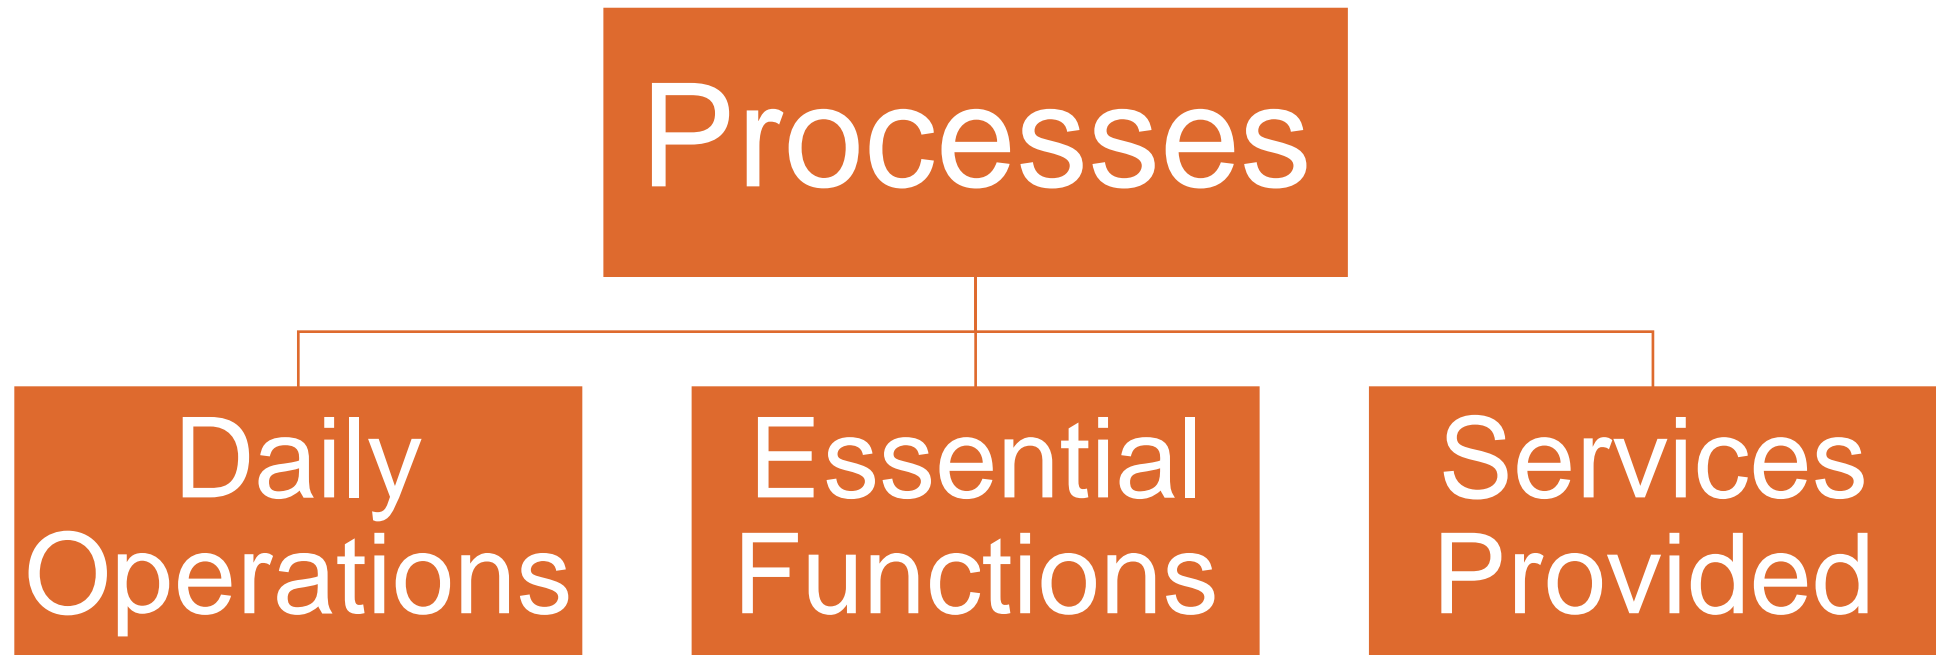 Processes
Daily
Operations
Essential
Functions
Services
Provided